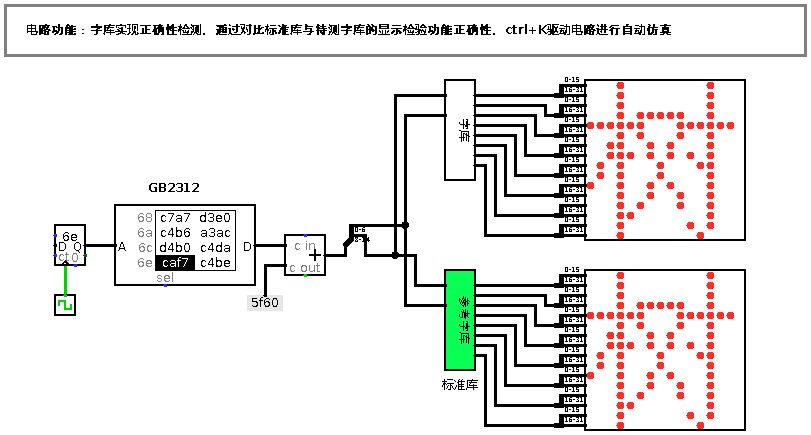 电路功能：字库实现正确性检测，通过对比标准库与待测字库的显示检验功能正确性，ctrl+K驱动电路进行自动仿真
GB2312
6e
D Q
ct 0
A
68 c7a7 d3e0
6a c4b6 a3ac
6c d4b0 c4da
6e caf7 c4be
sel
D
c in
+
c out
5f60
0-6
8-14
字库
0-15
16-31
0-15
16-31
0-15
16-31
0-15
16-31
0-15
16-31
0-15
16-31
0-15
16-31
0-15
16-31
树
参考字库
标准库
0-15
16-31
0-15
16-31
0-15
16-31
0-15
16-31
0-15
16-31
0-15
16-31
0-15
16-31
0-15
16-31
树